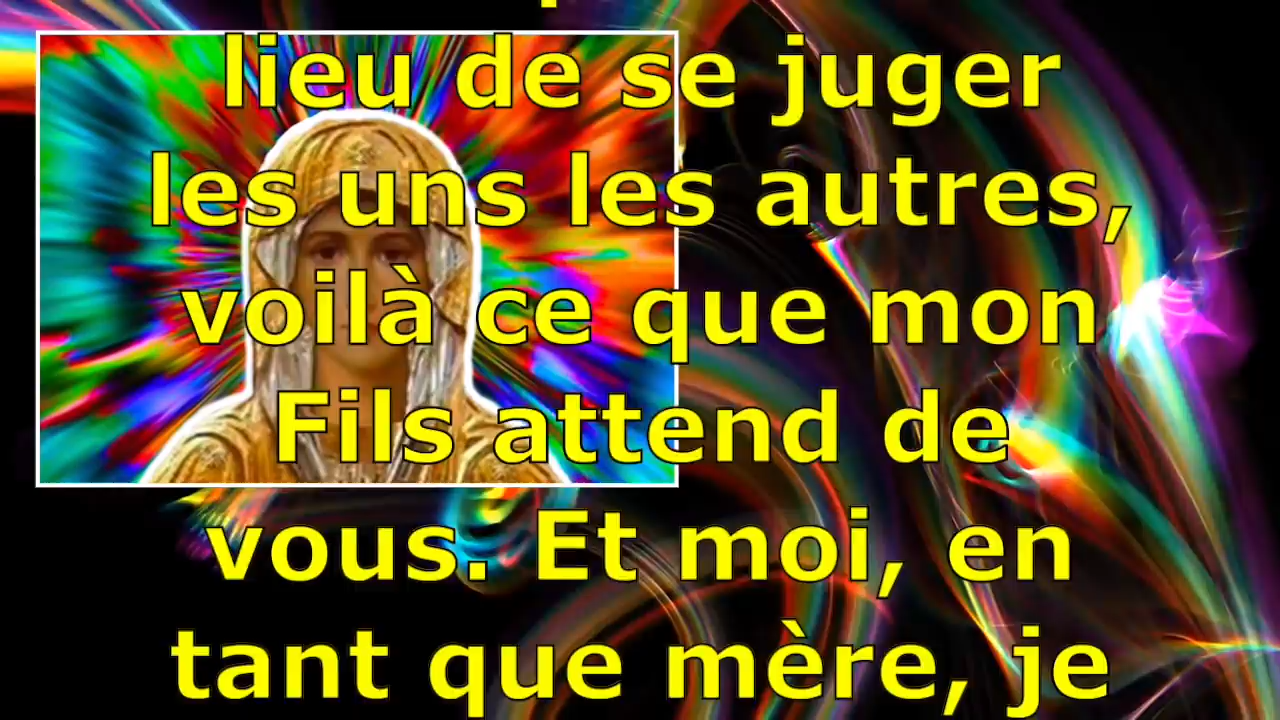 lieu de se juger
les uns les autres,
voilà ce que mon
Fils attend de
vous. Et moi, en
tant que mère, je